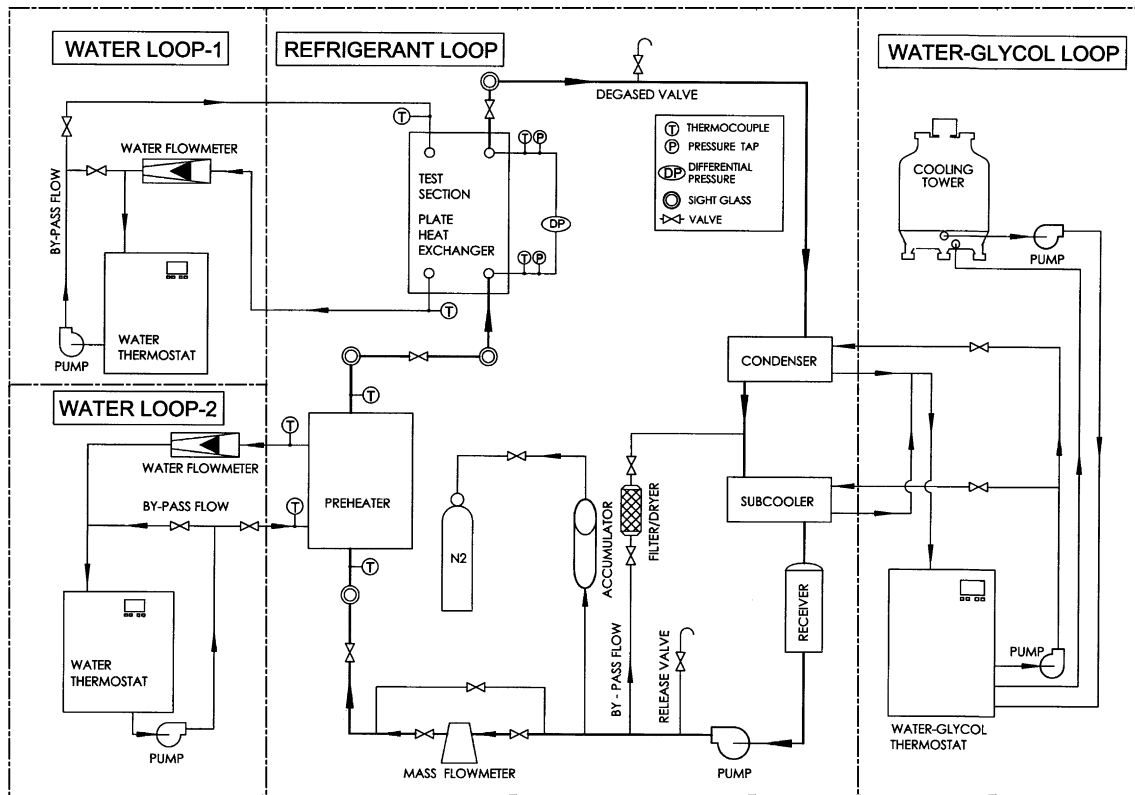 WATER LOOP-1
REFRIGERANT LOOP
WATER-GLYCOL LOOP
DEGASED VALVE
T
THERMOCOUPLE
P
PRESSURE TAP
DP
DIFFERENTIAL
PRESSURE
SIGHT GLASS
VALVE
T
T P
WATER FLOWMETER
BY-PASS FLOW
TEST
SECTION
PLATE
HEAT
EXCHANGER
DP
T P
T
COOLING
TOWER
PUMP
WATER
THERMOSTAT
PUMP
CONDENSER
WATER LOOP-2
T
T
WATER FLOWMETER
BY-PASS FLOW
T
PREHEATER
T
N2
ACCUMULATOR
FILTER/DRYER
SUBCOOLER
RECEIVER
WATER
THERMOSTAT
PUMP
BY - PASS FLOW
RELEASE VALVE
MASS FLOWMETER
PUMP
PUMP
WATER-GLYCOL
THERMOSTAT